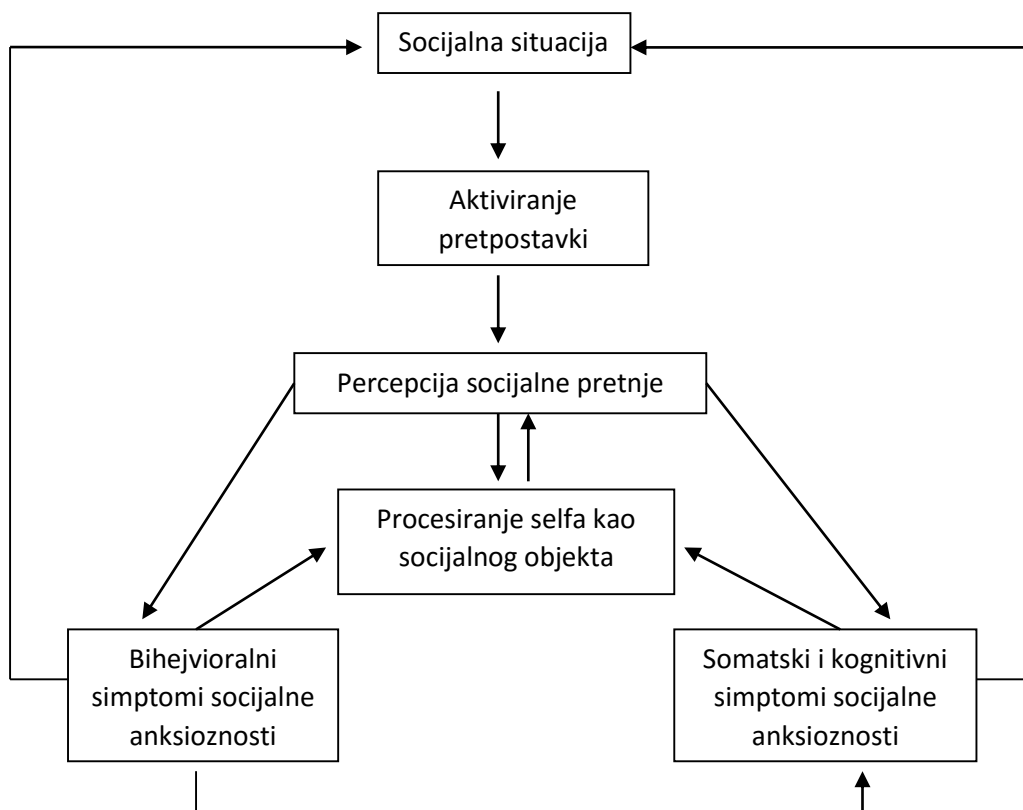 Socijalna situacija
Aktiviranje
pretpostavki
Percepcija socijalne pretnje
Procesiranje selfa kao
socijalnog objekta
Bihejvioralni
simptomi socijalne
anksioznosti
Somatski i kognitivni
simptomi socijalne
anksioznosti